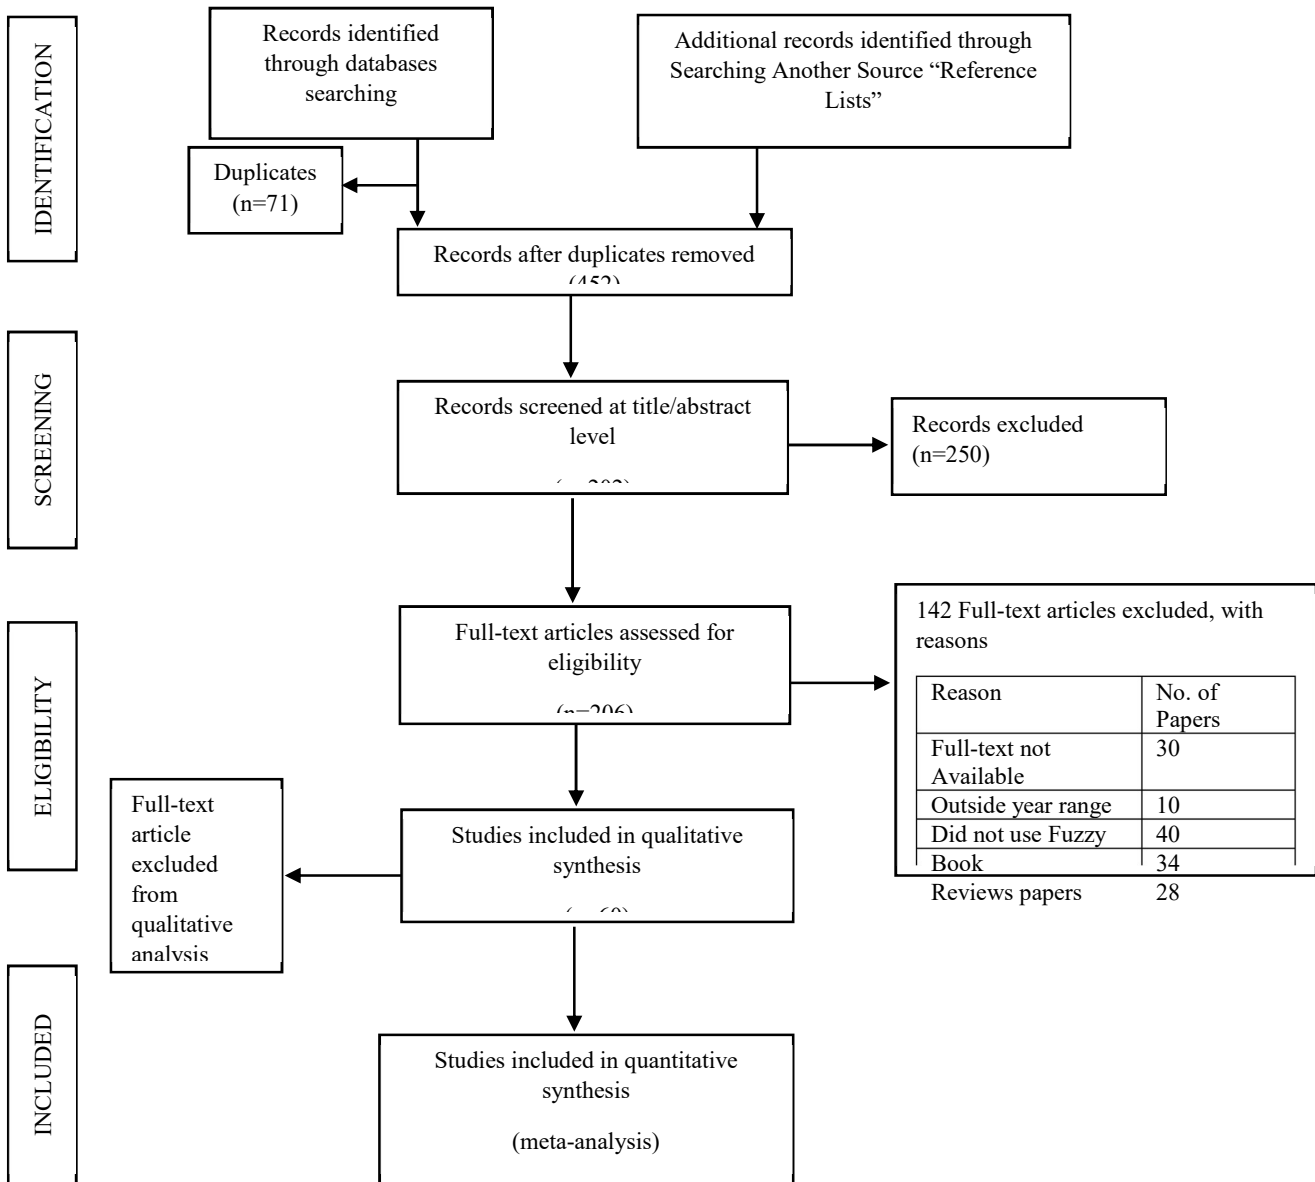 IDENTIFICATION
Records identified
through databases
searching
Additional records identified through
Searching Another Source “Reference
Lists”
Duplicates
(n=71)
Records after duplicates removed
(452)
SCREENING
Records screened at title/abstract
level
Records excluded
(n=250)
ELIGIBILITY
Full-text articles assessed for
eligibility
(n=206)
142 Full-text articles excluded, with
reasons
Reason
No. of
Papers
Full-text not
Available
30
Outside year range
10
Did not use Fuzzy
40
Book
34
Reviews papers
28
Full-text
article
excluded
from
qualitative
analysis
Studies included in qualitative
synthesis
INCLUDED
Studies included in quantitative
synthesis
(meta-analysis)